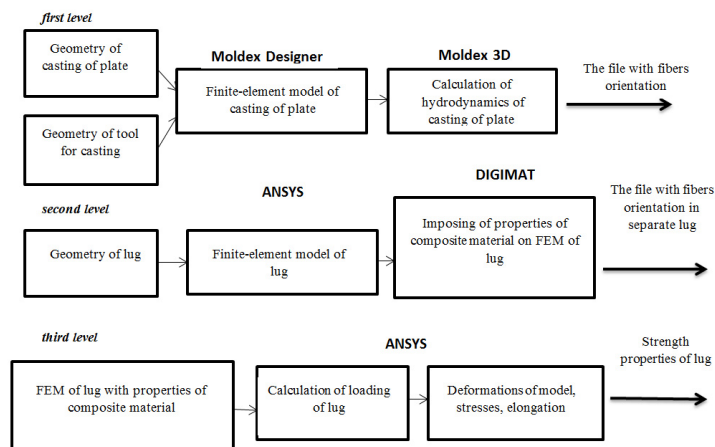 first level
Geometry of
casting of plate
Moldex Designer
Moldex 3D
Finite-element model of
casting of plate
Calculation of
hydrodynamics of
casting of plate
The file with fibers
orientation
Geometry of tool
for casting
second level
ANSYS
DIGIMAT
Geometry of lug
Finite-element model of
lug
Imposing of properties of
composite material on FEM of
lug
The file with fibers
orientation in
separate lug
third level
ANSYS
FEM of lug with properties of
composite material
Calculation of loading
of lug
Deformations of model,
stresses, elongation
Strength
properties of lug